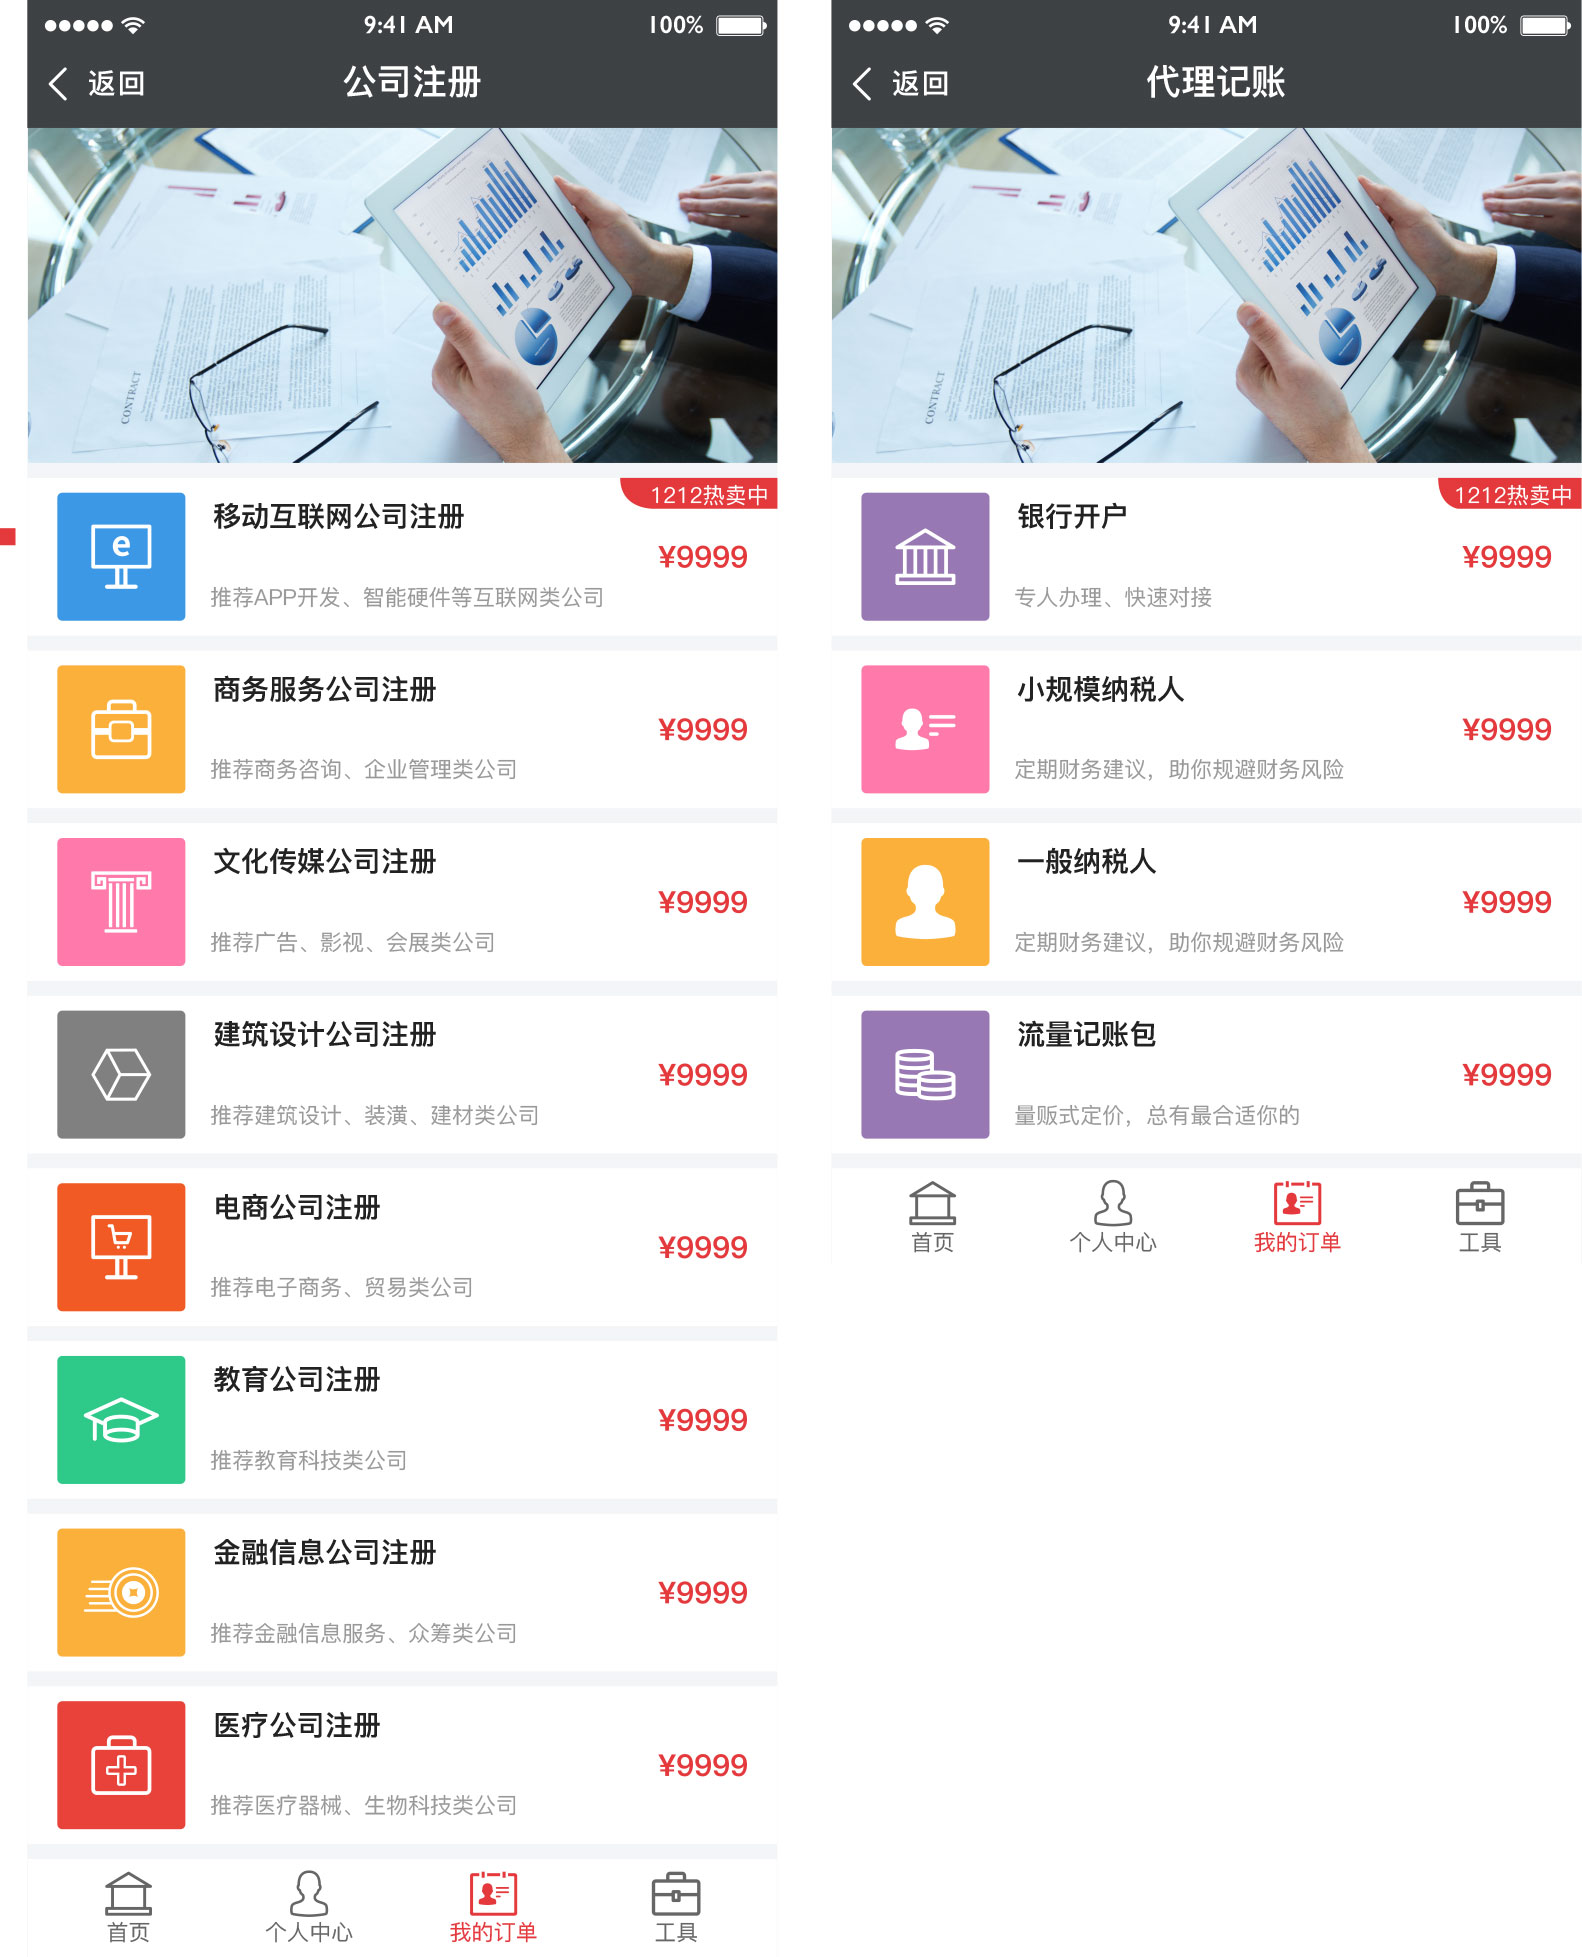 9:41 AM
100%
返回
公司注册
CONTRACT
1212热卖中
移动互联网公司注册
¥9999
推荐APP开发、智能硬件等互联网类公司
商务服务公司注册
¥9999
推荐商务咨询、企业管理类公司
文化传媒公司注册
¥9999
推荐广告、影视、会展类公司
建筑设计公司注册
¥9999
推荐建筑设计、装潢、建材类公司
电商公司注册
¥9999
推荐电子商务、贸易类公司
教育公司注册
¥9999
推荐教育科技类公司
金融信息公司注册
¥9999
推荐金融信息服务、众筹类公司
医疗公司注册
¥9999
推荐医疗器械、生物科技类公司
首页
个人中心
我的订单
工具
9:41 AM
100%
返回
代理记账
CONTRACT
1212热卖中
银行开户
¥9999
专人办理、快速对接
小规模纳税人
¥9999
定期财务建议，助你规避财务风险
一般纳税人
¥9999
定期财务建议，助你规避财务风险
流量记账包
¥9999
量贩式定价，总有最合适你的
首页
个人中心
我的订单
工具